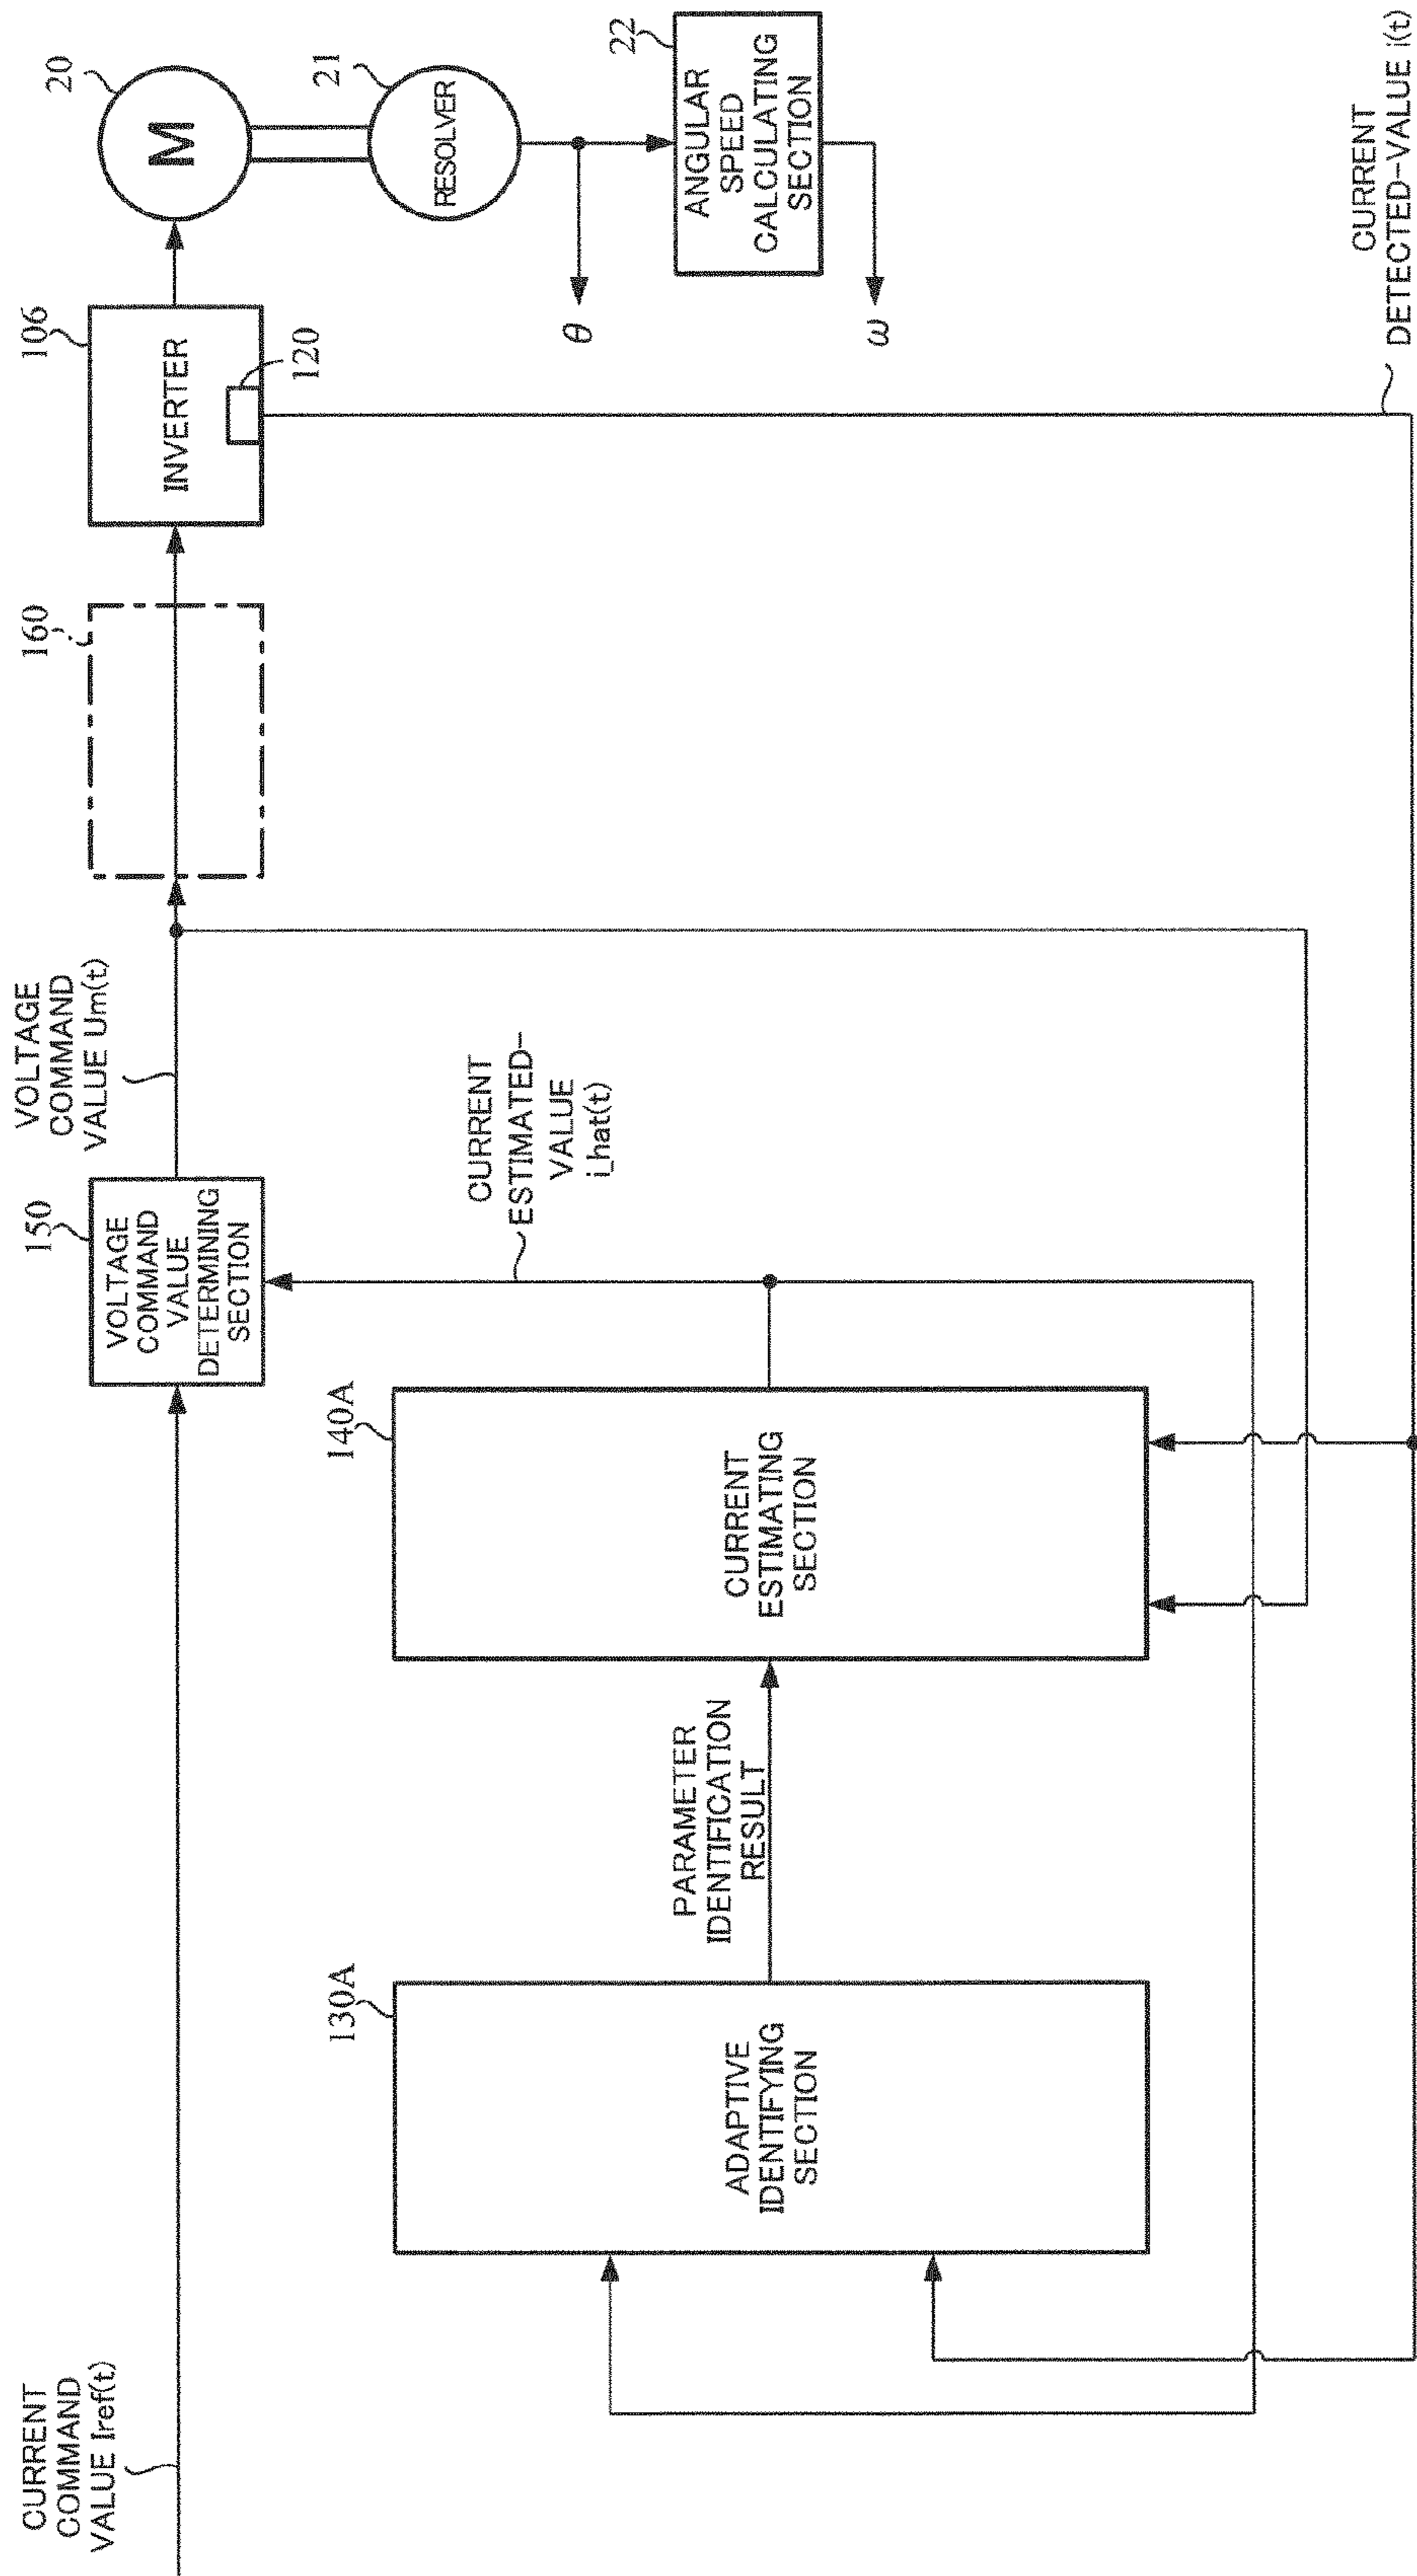 CURRENT
COMMAND
VALUE Iref(t)
150
VOLTAGE
COMMAND
VALUE
DETERMINING
SECTION
VOLTAGE
COMMAND
VALUE Um(t)
160
106
INVERTER
120
20
M
21
RESOLVER
θ
22
ANGULAR
SPEED
CALCULATING
SECTION
ω
130A
ADAPTIVE
IDENTIFYING
SECTION
PARAMETER
IDENTIFICATION
RESULT
140A
CURRENT
ESTIMATING
SECTION
CURRENT
ESTIMATED-
VALUE
i_hat(t)
CURRENT
DETECTED-VALUE i(t)